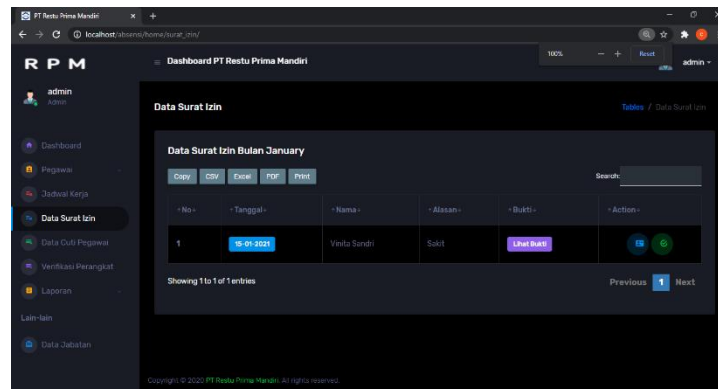 PT Restu Prima Mandiri
localhost/absensi/home/surat_izin/
100%
Reset
R P M
Dashboard PT Restu Prima Mandiri
admin
admin
Admin
Data Surat Izin
Tables / Data Surat Izin
Dashboard
Pegawai
Jadwal Kerja
Data Surat Izin
Data Cuti Pegawai
Verifikasi Perangkat
Laporan
Lain-lain
Data Jabatan
Data Surat Izin Bulan January
Copy CSV Excel PDF Print
Search:
No Tanggal Nama Alasan Bukti Action
1 15-01-2021 Vinita Sandri Sakit Lihat Bukti
Showing 1 to 1 of 1 entries
Previous 1 Next
Copyright © 2020 PT Restu Prima Mandiri. All rights reserved.